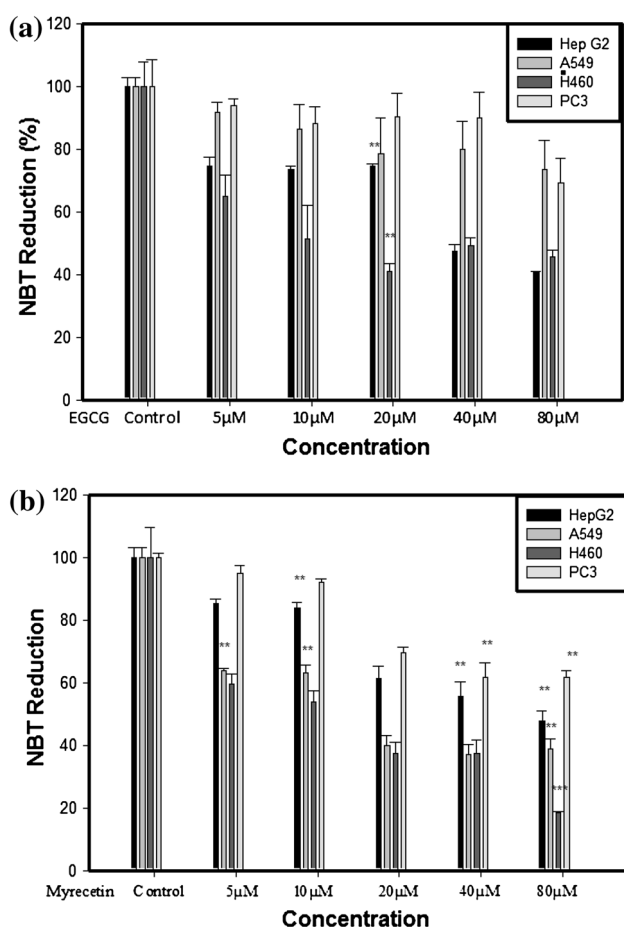 (a)
120
Hep G2
A549
H460
PC3
100
80
60
40
20
0
NBT Reduction (%)
**
**
EGCG Control 5µM 10µM 20µM 40µM 80µM
Concentration
(b)
120
HepG2
A549
H460
PC3
100
80
60
40
20
0
NBT Reduction
**
**
**
**
**
**
**
**
***
Myrecetin Control 5µM 10µM 20µM 40µM 80µM
Concentration